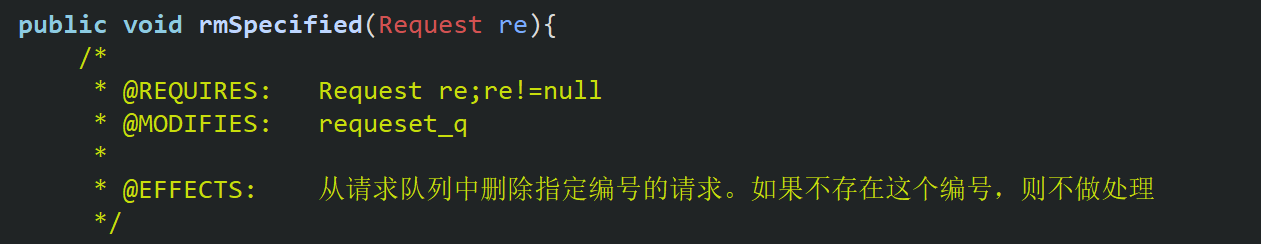 public void rmSpecified(Request re){
/*
* @REQUIRES: Request re;re!=null
* @MODIFIES: requeset_q
*
* @EFFECTS: 从请求队列中删除指定编号的请求。如果不存在这个编号，则不做处理
*/